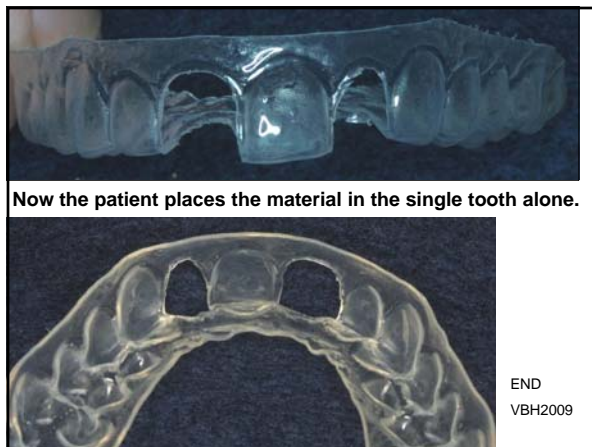 Now the patient places the material in the single tooth alone.
END
VBH2009